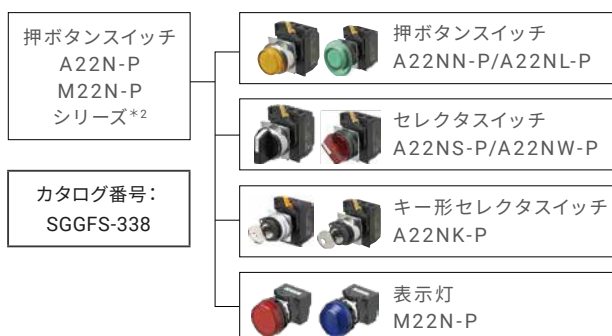 押ボタンスイッチ
A22N-P
M22N-P
シリーズ*2
カタログ番号：
SGGFS-338
押ボタンスイッチ
A22NN-P/A22NL-P
セレクタスイッチ
A22NS-P/A22NW-P
キー形セレクタスイッチ
A22NK-P
表示灯
M22N-P